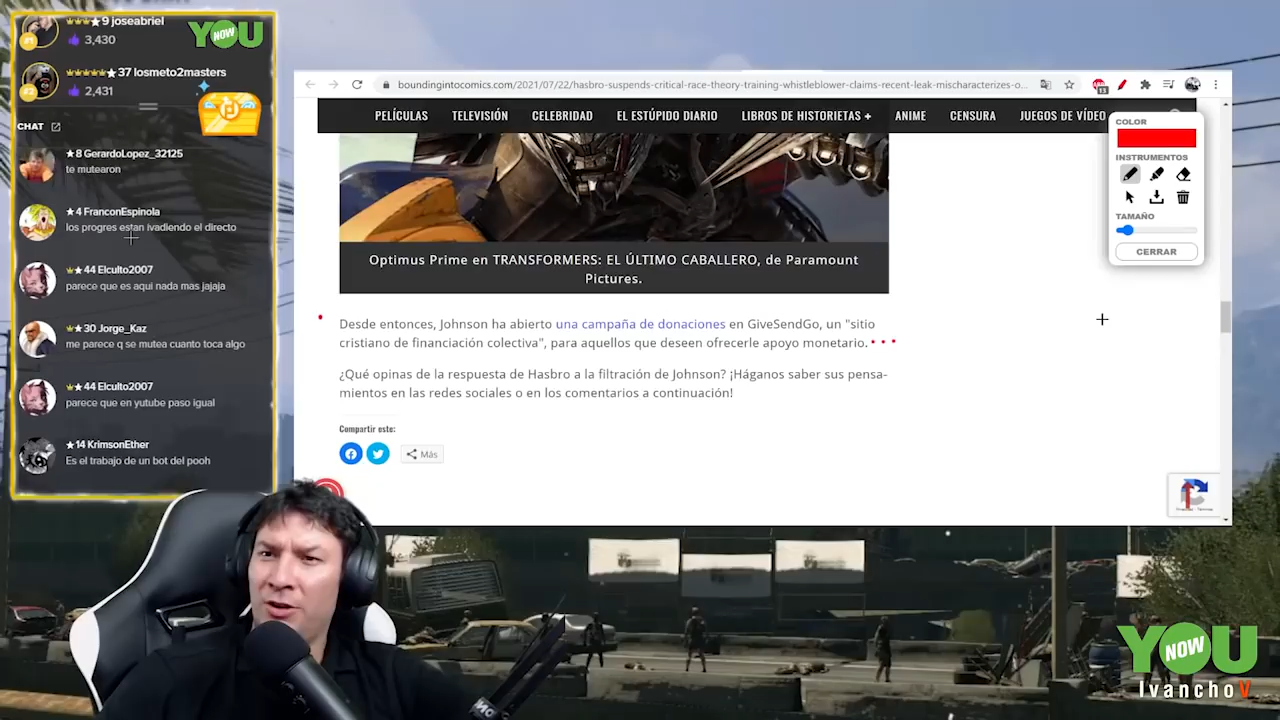 #1
9 joseabriel
3,430
YOU
NOW
#2
37 losmeto2masters
2,431
CHAT
8 GerardoLopez_32125
te mutearon
4 FranconEspinola
los progres estan ivadiendo el directo
44 Elculto2007
parece que es aqui nada mas jajaja
30 Jorge_Kaz
me parece q se mutea cuanto toca algo
44 Elculto2007
parece que en yutube paso igual
14 KrimsonEther
Es el trabajo de un bot del pooh
boundingintocomics.com/2021/07/22/hasbro-suspends-critical-race-theory-training-whistleblower-claims-recent-leak-mischaracterizes-o...
13
PELÍCULAS TELEVISIÓN CELEBRIDAD EL ESTÚPIDO DIARIO LIBROS DE HISTORIETAS + ANIME CENSURA JUEGOS DE VÍDEO
COLOR
INSTRUMENTOS
TAMAÑO
CERRAR
Optimus Prime en TRANSFORMERS: EL ÚLTIMO CABALLERO, de Paramount
Pictures.
Desde entonces, Johnson ha abierto una campaña de donaciones en GiveSendGo, un "sitio
cristiano de financiación colectiva", para aquellos que deseen ofrecerle apoyo monetario.
¿Qué opinas de la respuesta de Hasbro a la filtración de Johnson? ¡Háganos saber sus pensa-
mientos en las redes sociales o en los comentarios a continuación!
Compartir este:
Más
YOU
NOW
IvanchoV